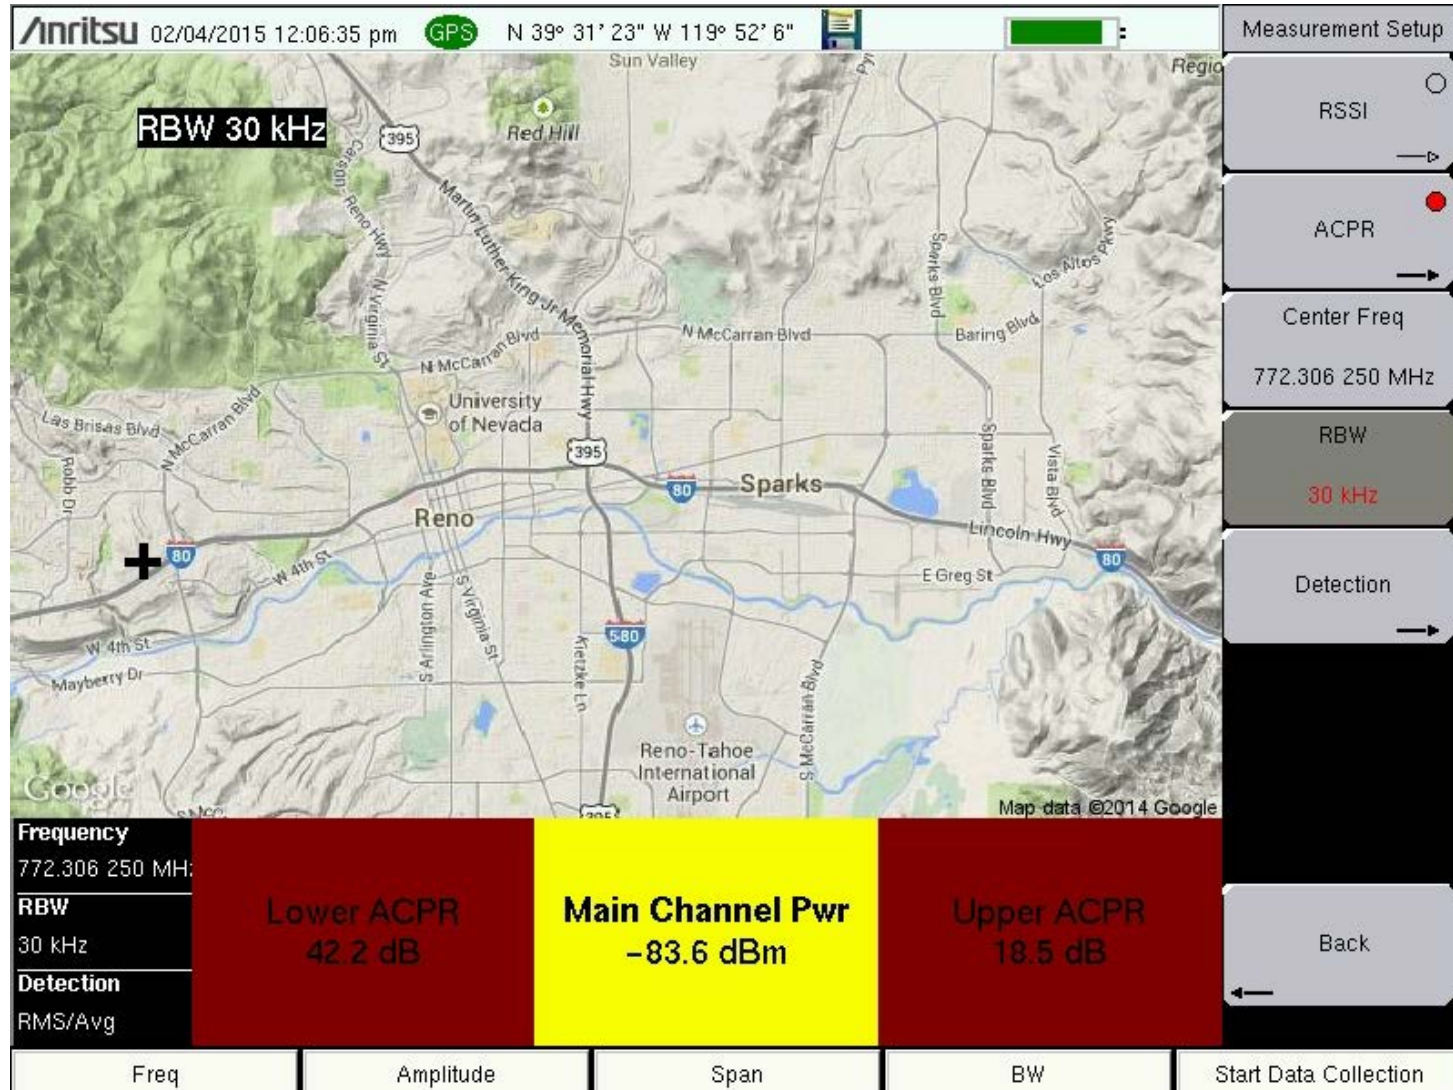 Anritsu 02/04/2015 12:06:35 pm GPS N 39º 31' 23" W 119º 52' 6"
Measurement Setup
RSSI
ACPR
Center Freq
772.306 250 MHz
RBW
30 kHz
Detection
Back
RBW 30 kHz
Sun Valley
Regio
Red Hill
395
Carson - Reno Hwy
N Virginia St
Martin Luther King Jr Memorial Hwy
Sparks Blvd
Los Altos Pkwy
N McCarran Blvd
N McCarran Blvd
Baring Blvd
Las Brisas Blvd
N McCarran Blvd
University
of Nevada
Robb Dr
395
80
Sparks
Sparks Blvd
Vista Blvd
Reno
Lincoln Hwy
80
80
W 4th St
E Greg St
S Arlington Ave
S Virginia St
580
Kietzke Ln
W 4th St
Mayberry Dr
S McCarran Blvd
Reno-Tahoe
International
Airport
Google
395
Map data ©2014 Google
Frequency
772.306 250 MH
RBW
30 kHz
Detection
RMS/Avg
Lower ACPR
42.2 dB
Main Channel Pwr
-83.6 dBm
Upper ACPR
18.5 dB
Freq
Amplitude
Span
BW
Start Data Collection